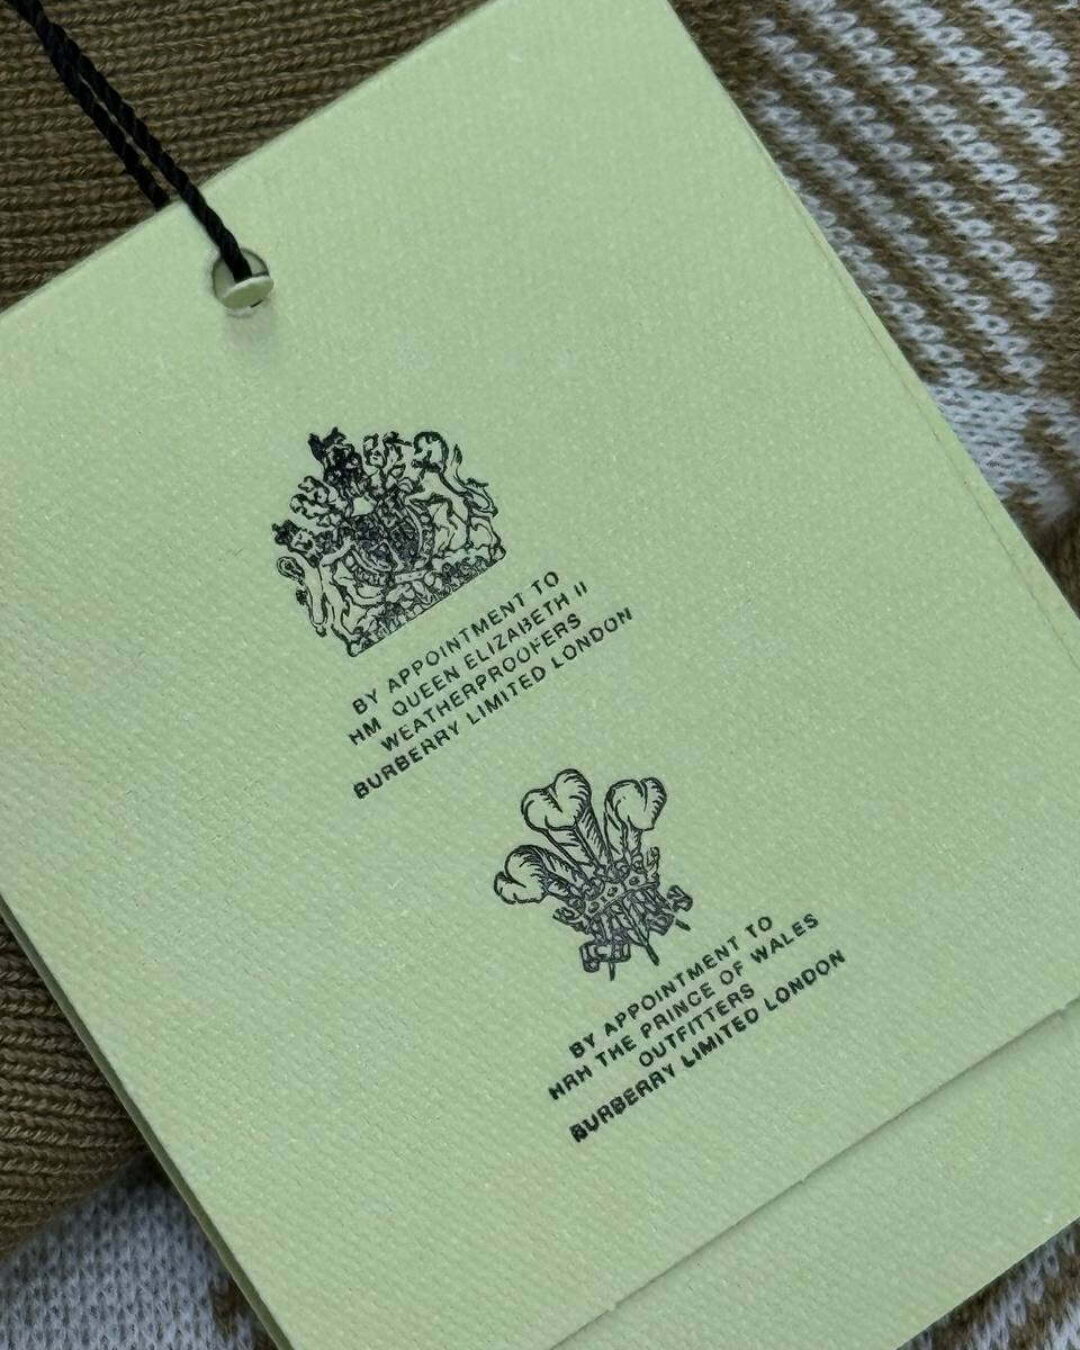 BY APPOINTMENT TO
HM QUEEN ELIZABETH II
WEATHERPROOFERS
BURBERRY LIMITED LONDON
BY APPOINTMENT TO
HRH THE PRINCE OF WALES
OUTFITTERS
BURBERRY LIMITED LONDON